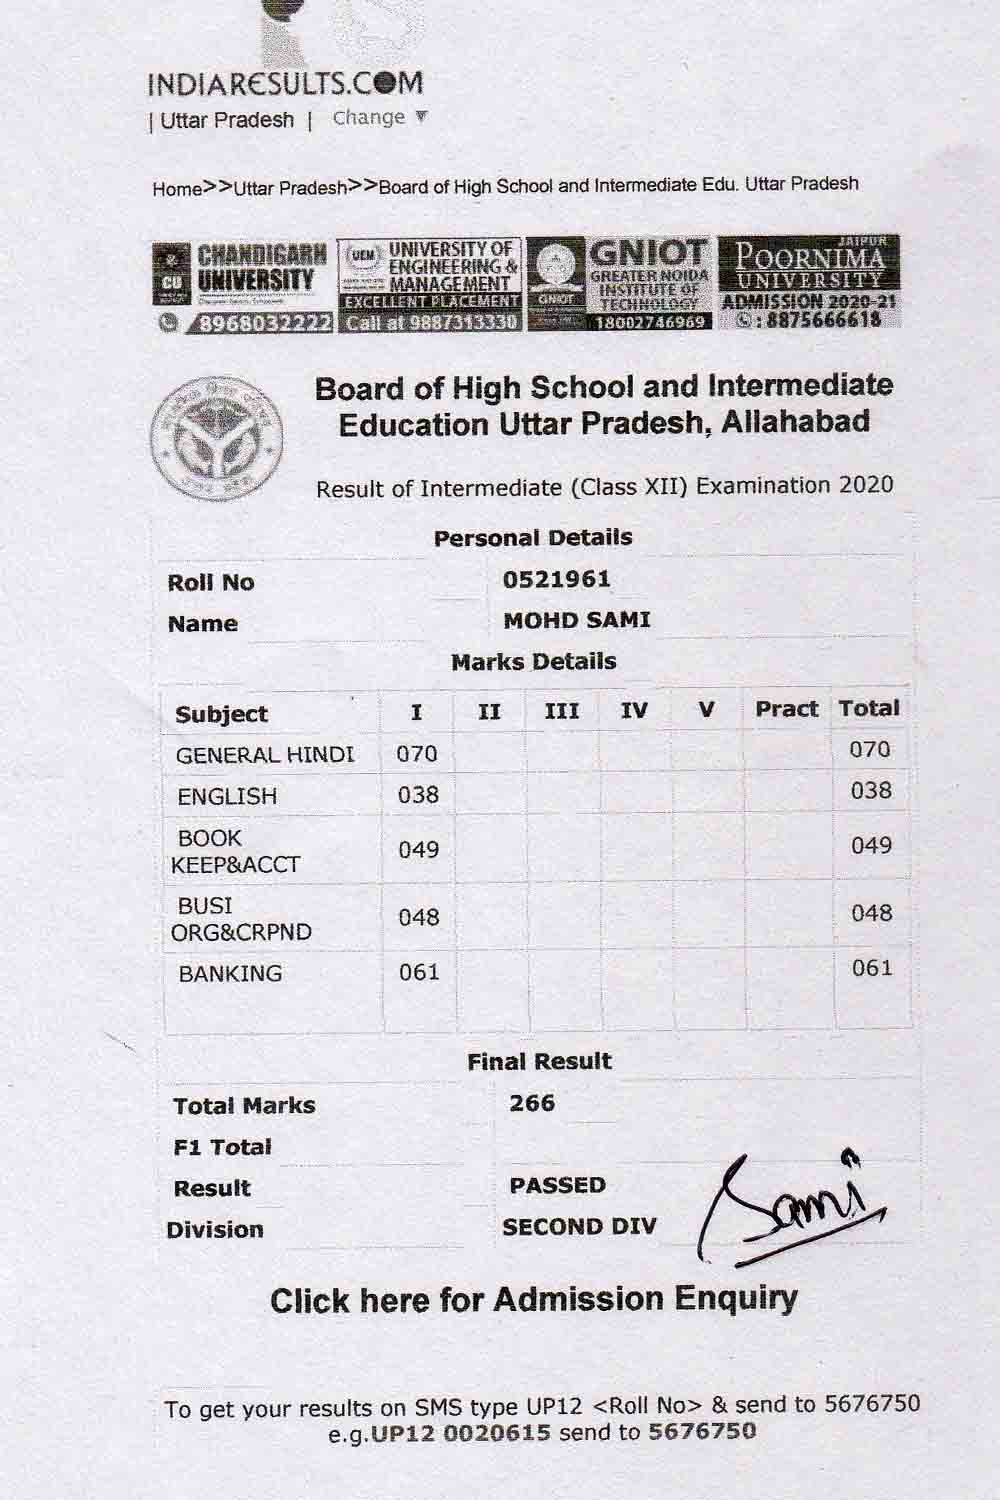 INDIARESULTS.COM
| Uttar Pradesh | Change ▼
Home>>Uttar Pradesh>>Board of High School and Intermediate Edu. Uttar Pradesh
CHANDIGARH
UNIVERSITY
CU
8968032222
UEM
UNIVERSITY OF
ENGINEERING &
MANAGEMENT
EXCELLENT PLACEMENT
Call at 9887313330
GNIOT
GNIOT
GREATER NOIDA
INSTITUTE OF
TECHNOLOGY
18002746969
JAIPUR
POORNIMA
UNIVERSITY
ADMISSION 2020-21
: 8875666618
Board of High School and Intermediate
Education Uttar Pradesh, Allahabad
Result of Intermediate (Class XII) Examination 2020
Personal Details
Roll No 0521961
Name MOHD SAMI
Marks Details
Subject I II III IV V Pract Total
GENERAL HINDI 070 070
ENGLISH 038 038
BOOK
KEEP&ACCT 049 049
BUSI
ORG&CRPND 048 048
BANKING 061 061
Final Result
Total Marks 266
F1 Total
Result PASSED
Division SECOND DIV
Sami
Click here for Admission Enquiry
To get your results on SMS type UP12 <Roll No> & send to 5676750
e.g.UP12 0020615 send to 5676750